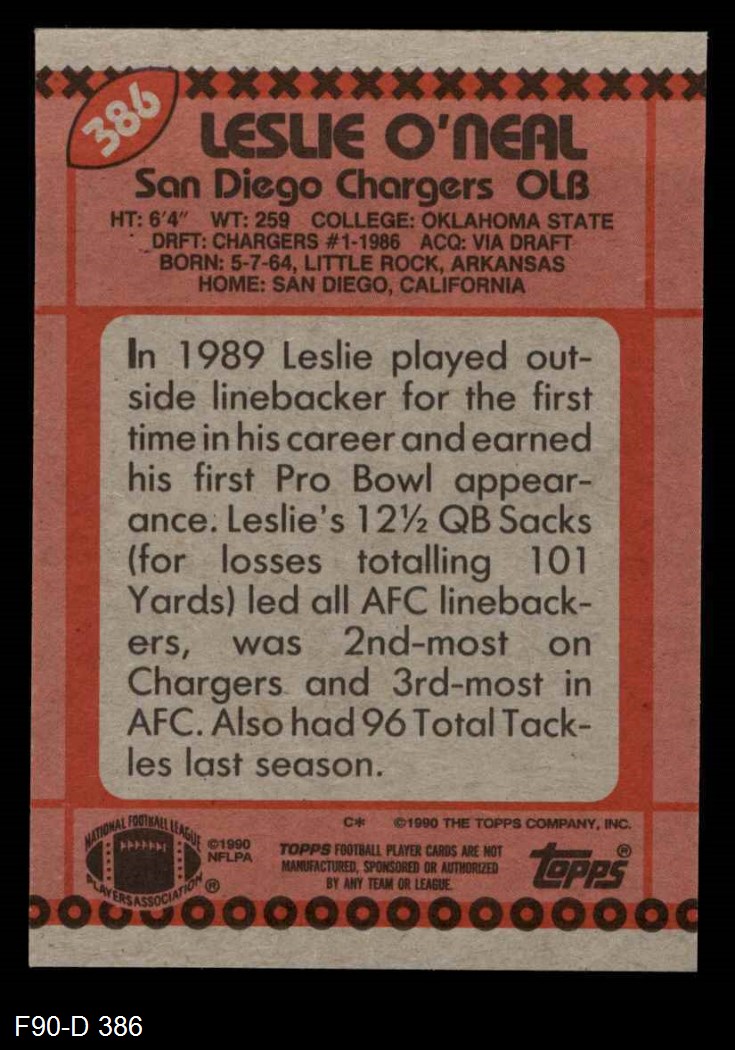 386
LESLIE O'NEAL
San Diego Chargers OLB
HT: 6'4" WT: 259 COLLEGE: OKLAHOMA STATE
DRFT: CHARGERS #1-1986 ACQ: VIA DRAFT
BORN: 5-7-64, LITTLE ROCK, ARKANSAS
HOME: SAN DIEGO, CALIFORNIA
In 1989 Leslie played out-
side linebacker for the first
time in his career and earned
his first Pro Bowl appear-
ance. Leslie's 12½ QB Sacks
(for losses totalling 101
Yards) led all AFC lineback-
ers, was 2nd-most on
Chargers and 3rd-most in
AFC. Also had 96 Total Tack-
les last season.
C* ©1990 THE TOPPS COMPANY, INC.
NATIONAL FOOTBALL LEAGUE
PLAYERS ASSOCIATION ®
©1990
NFLPA
TOPPS FOOTBALL PLAYER CARDS ARE NOT
MANUFACTURED, SPONSORED OR AUTHORIZED
BY ANY TEAM OR LEAGUE.
TOPPS ®
F90-D 386